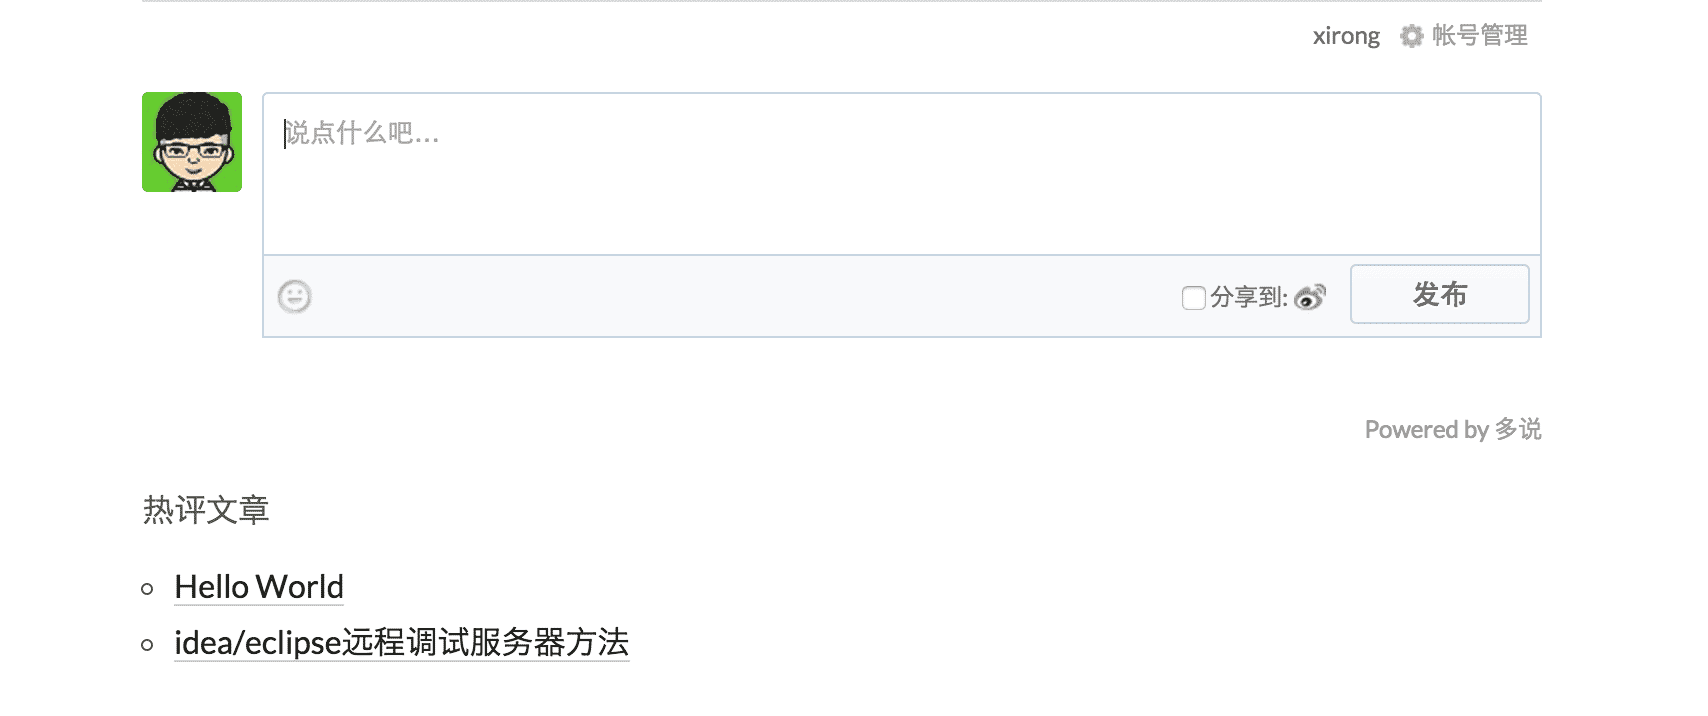 xirong 帐号管理
说点什么吧...
分享到: 发布
Powered by 多说
热评文章
Hello World
idea/eclipse远程调试服务器方法